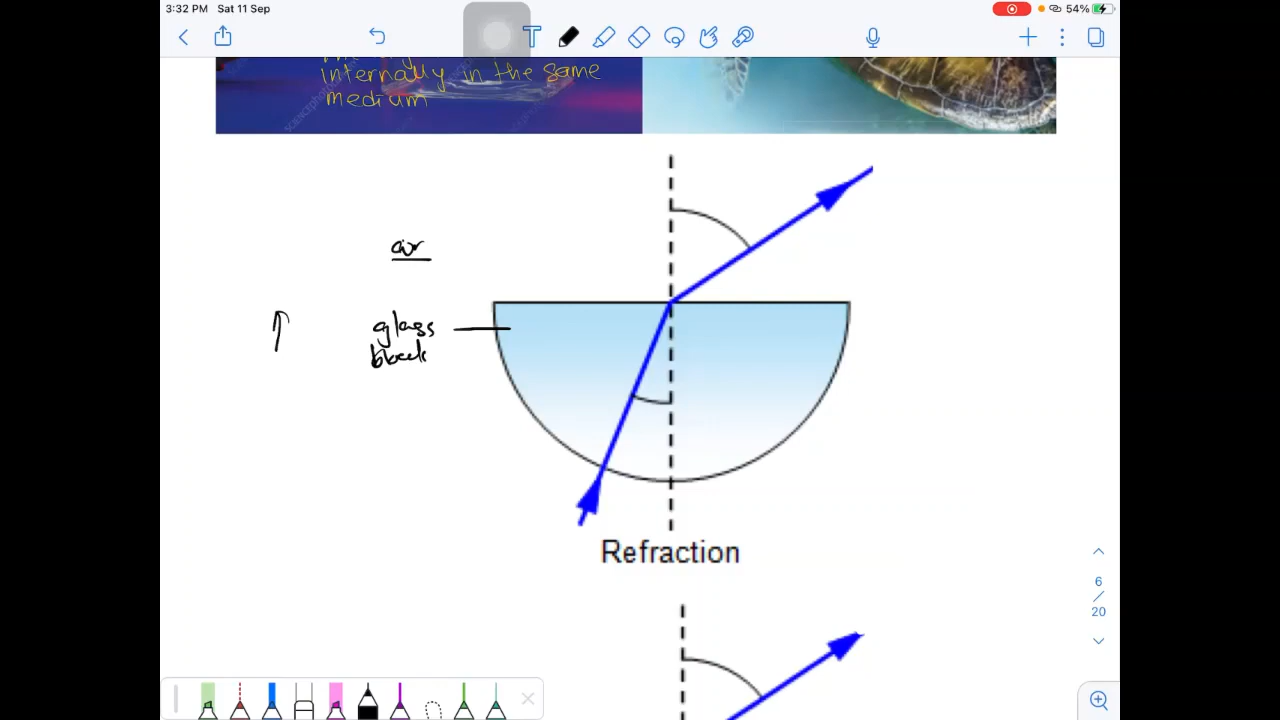 3:32 PM Sat 11 Sep
54%
internally in the same
medium
air
glass
block
Refraction
6
/
20